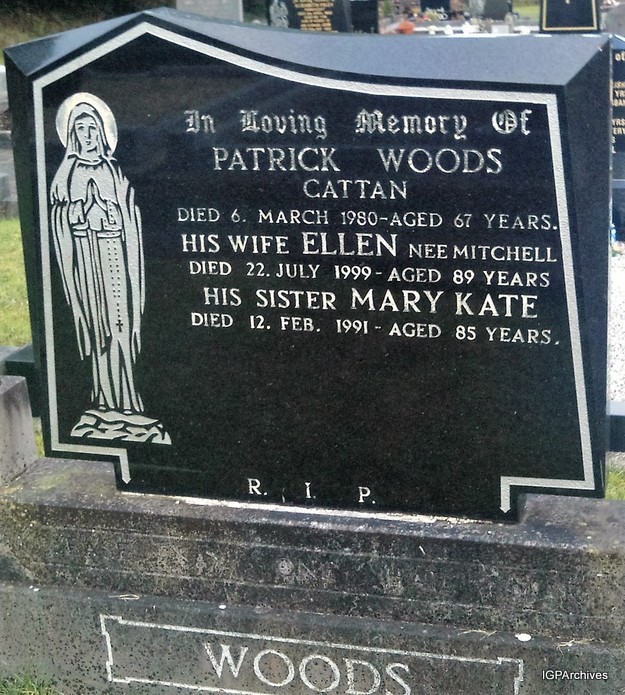 In Loving Memory Of
PATRICK WOODS
CATTAN
DIED 6. MARCH 1980-AGED 67 YEARS.
HIS WIFE ELLEN NEE MITCHELL
DIED 22. JULY 1999-AGED 89 YEARS
HIS SISTER MARY KATE
DIED 12. FEB. 1991-AGED 85 YEARS.
R. I. P.
WOODS
IGPArchives